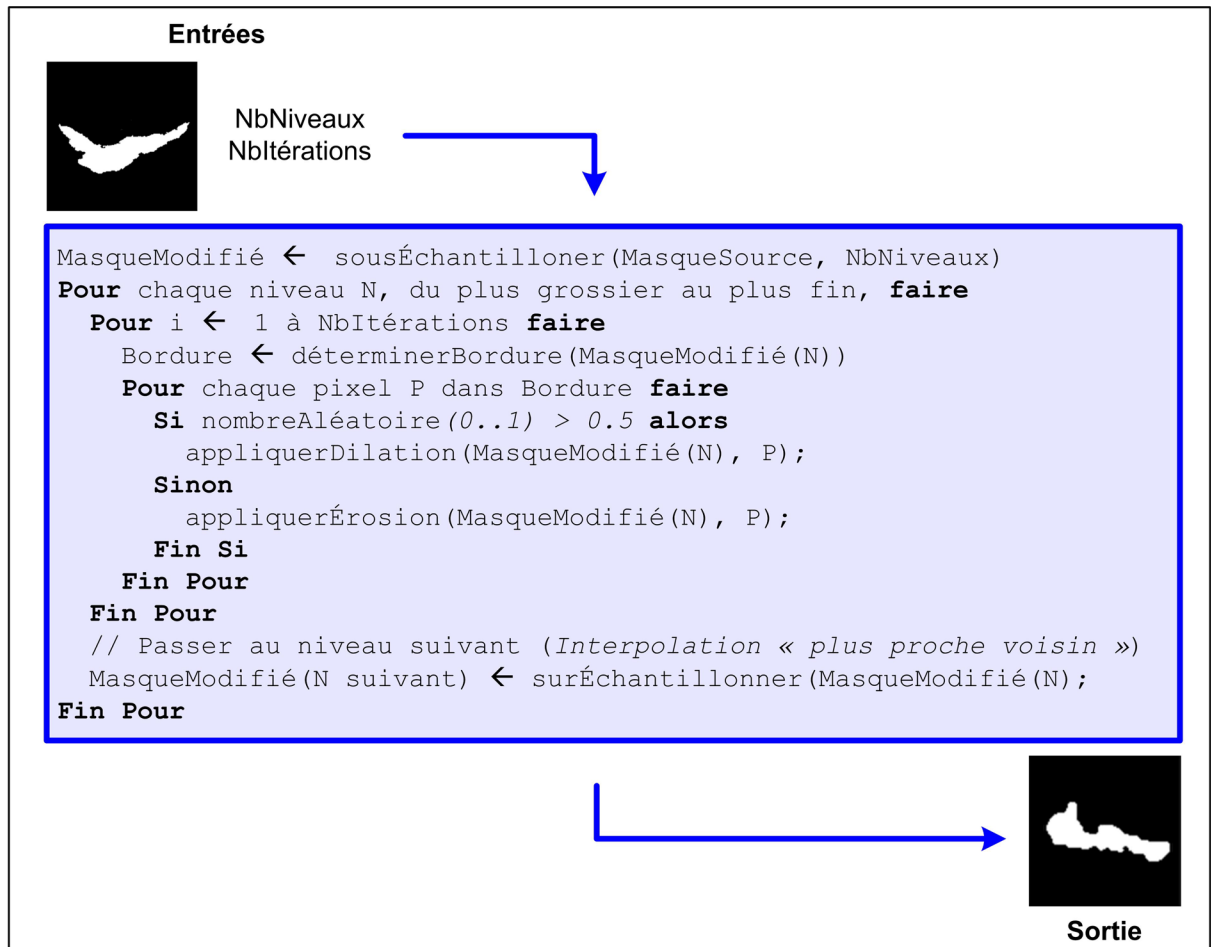 Entrées
NbNiveaux
NbItérations
MasqueModifié ← sousÉchantilloner(MasqueSource, NbNiveaux)
Pour chaque niveau N, du plus grossier au plus fin, faire
Pour i ← 1 à NbItérations faire
Bordure ← déterminerBordure(MasqueModifié(N))
Pour chaque pixel P dans Bordure faire
Si nombreAléatoire(0..1) > 0.5 alors
appliquerDilation(MasqueModifié(N), P);
Sinon
appliquerÉrosion(MasqueModifié(N), P);
Fin Si
Fin Pour
Fin Pour
// Passer au niveau suivant (Interpolation « plus proche voisin »)
MasqueModifié(N suivant) ← surÉchantillonner(MasqueModifié(N);
Fin Pour
Sortie